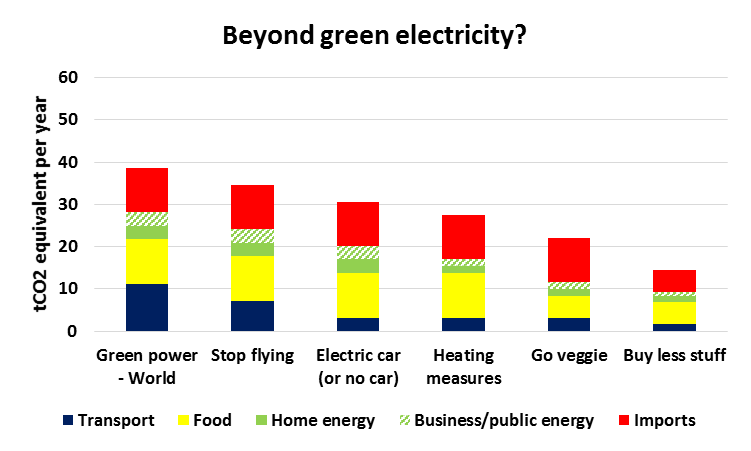 Beyond green electricity?
tCO2 equivalent per year
60
50
40
30
20
10
0
Green power
- World
Stop flying
Electric car
(or no car)
Heating
measures
Go veggie
Buy less stuff
Transport
Food
Home energy
Business/public energy
Imports